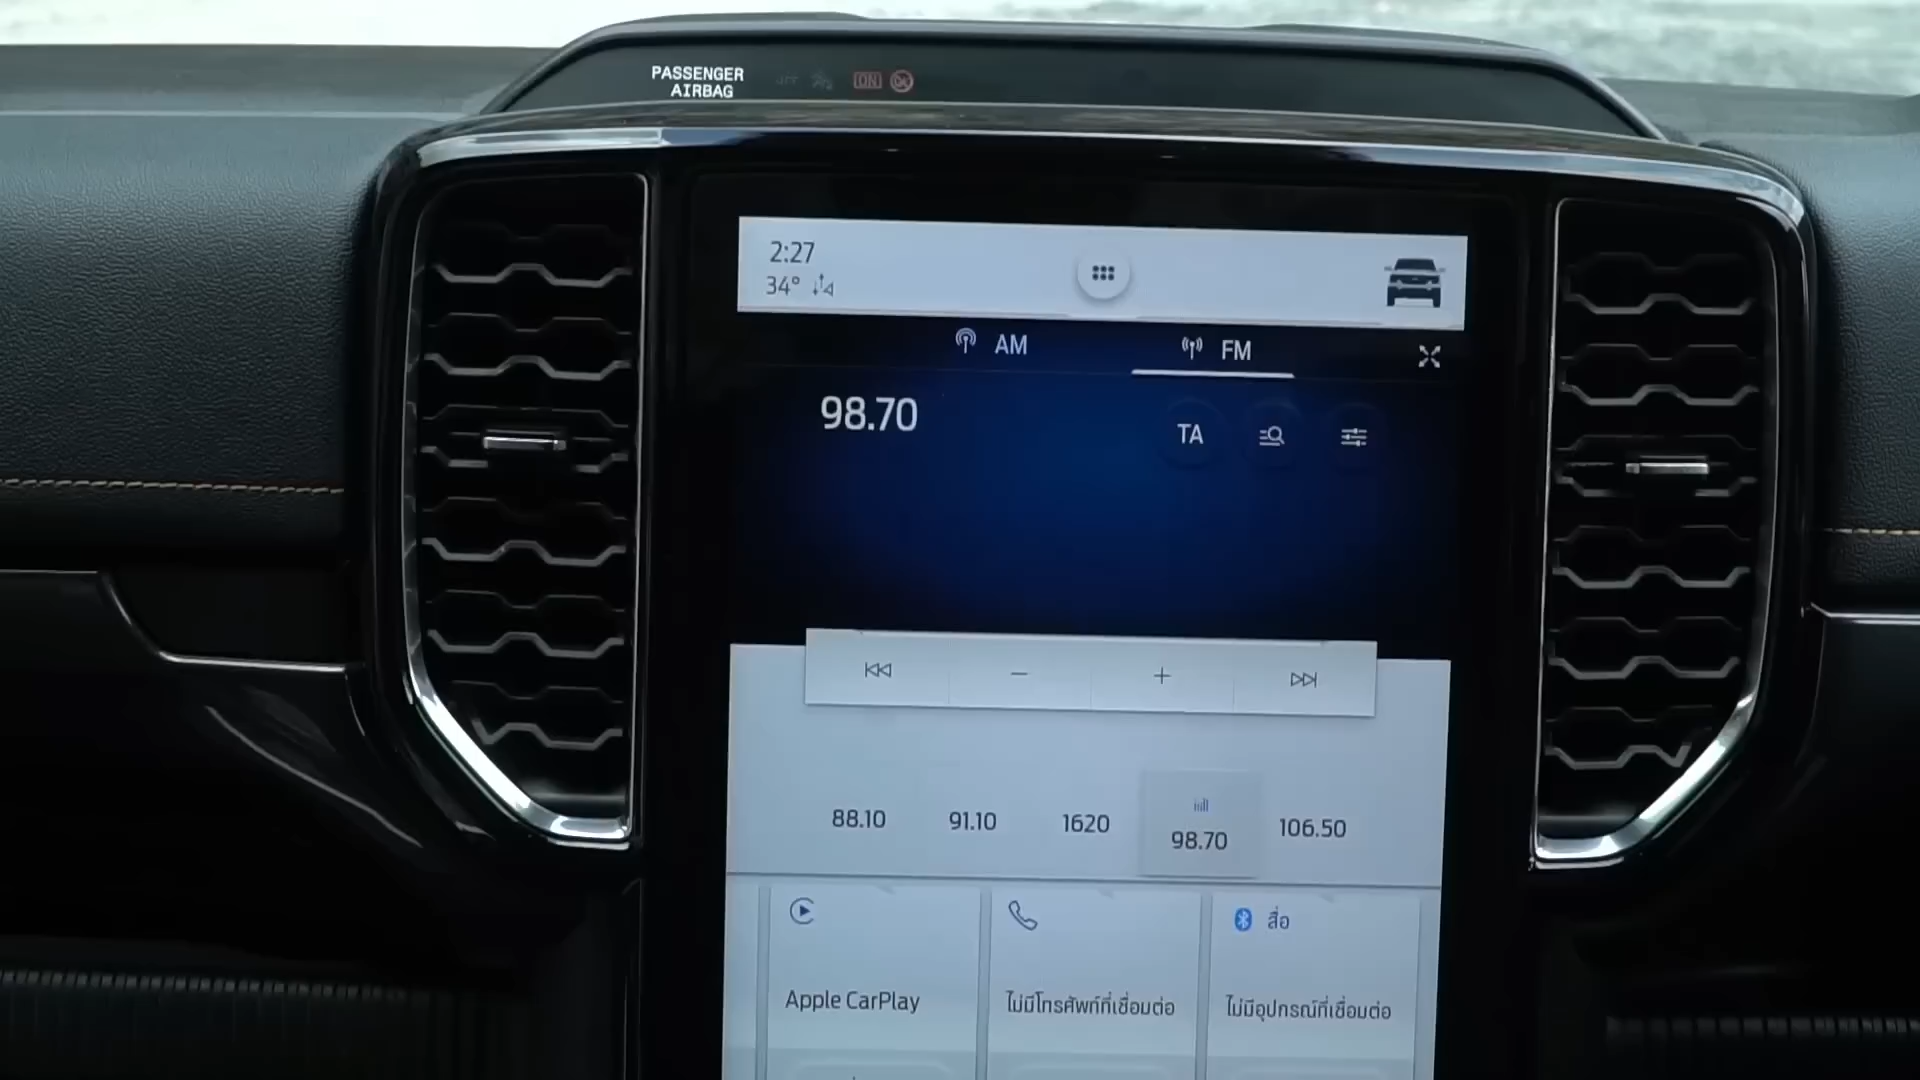 PASSENGER
AIRBAG
OFF
ON
2:27
34°
AM
FM
98.70
TA
88.10
91.10
1620
98.70
106.50
Apple CarPlay
ไม่มีโทรศัพท์ที่เชื่อมต่อ
สื่อ
ไม่มีอุปกรณ์ที่เชื่อมต่อ